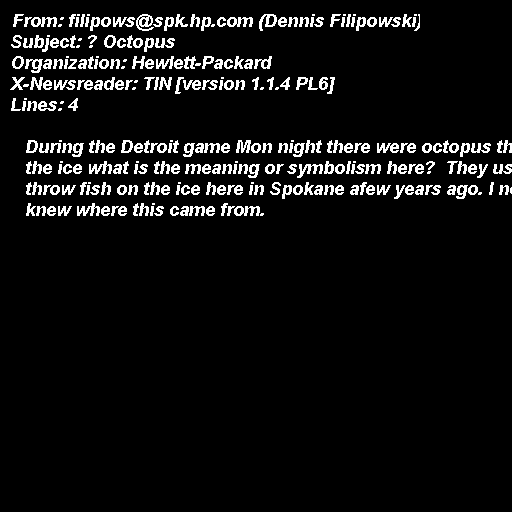 From: filipows@spk.hp.com (Dennis Filipowski)
Subject: ? Octopus
Organization: Hewlett-Packard
X-Newsreader: TIN [version 1.1.4 PL6]
Lines: 4
During the Detroit game Mon night there were octopus th
the ice what is the meaning or symbolism here? They us
throw fish on the ice here in Spokane afew years ago. I n
knew where this came from.